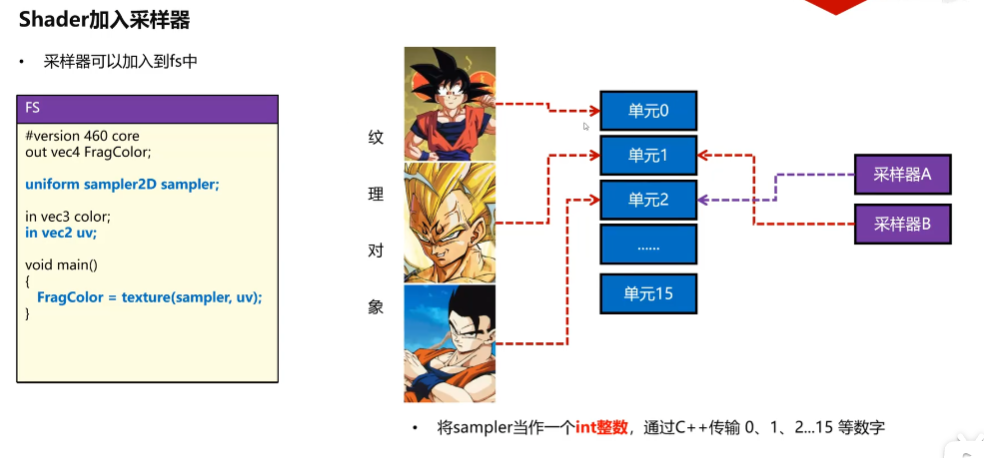 Shader加入采样器
• 采样器可以加入到fs中
FS
#version 460 core
out vec4 FragColor;
uniform sampler2D sampler;
in vec3 color;
in vec2 uv;
void main()
{
FragColor = texture(sampler, uv);
}
纹
理
对
象
单元0
单元1
单元2
......
单元15
采样器A
采样器B
• 将sampler当作一个int整数，通过C++传输 0、1、2...15 等数字